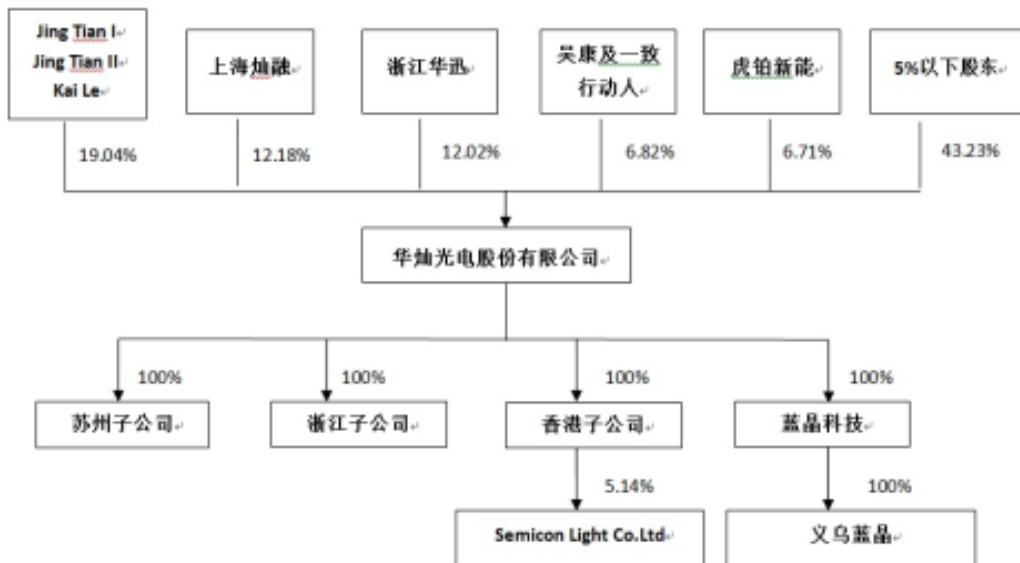 Jing Tian I
Jing Tian II
Kai Le
上海灿融
浙江华迅
吴康及一致
行动人
虎铂新能
5%以下股东
19.04%
12.18%
12.02%
6.82%
6.71%
43.23%
华灿光电股份有限公司
100%
100%
100%
100%
苏州子公司
浙江子公司
香港子公司
蓝晶科技
5.14%
100%
Semicon Light Co.Ltd
义乌蓝晶